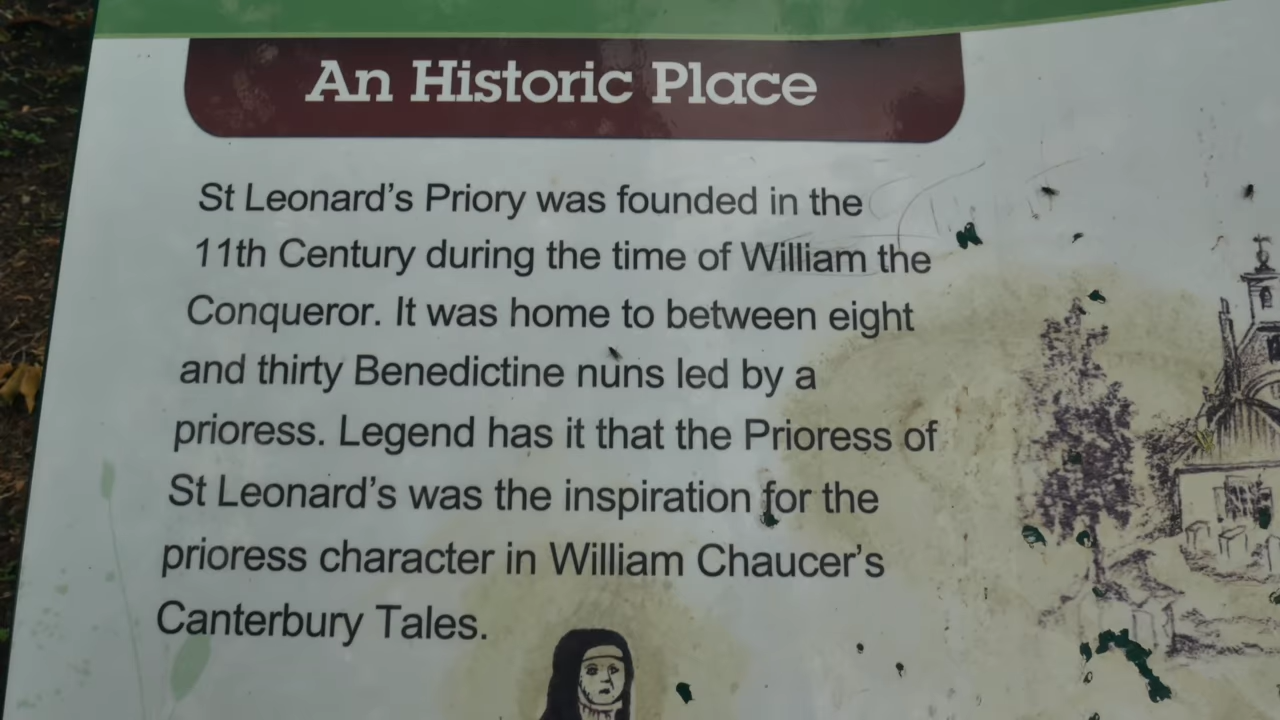 An Historic Place
St Leonard's Priory was founded in the
11th Century during the time of William the
Conqueror. It was home to between eight
and thirty Benedictine nuns led by a
prioress. Legend has it that the Prioress of
St Leonard's was the inspiration for the
prioress character in William Chaucer's
Canterbury Tales.